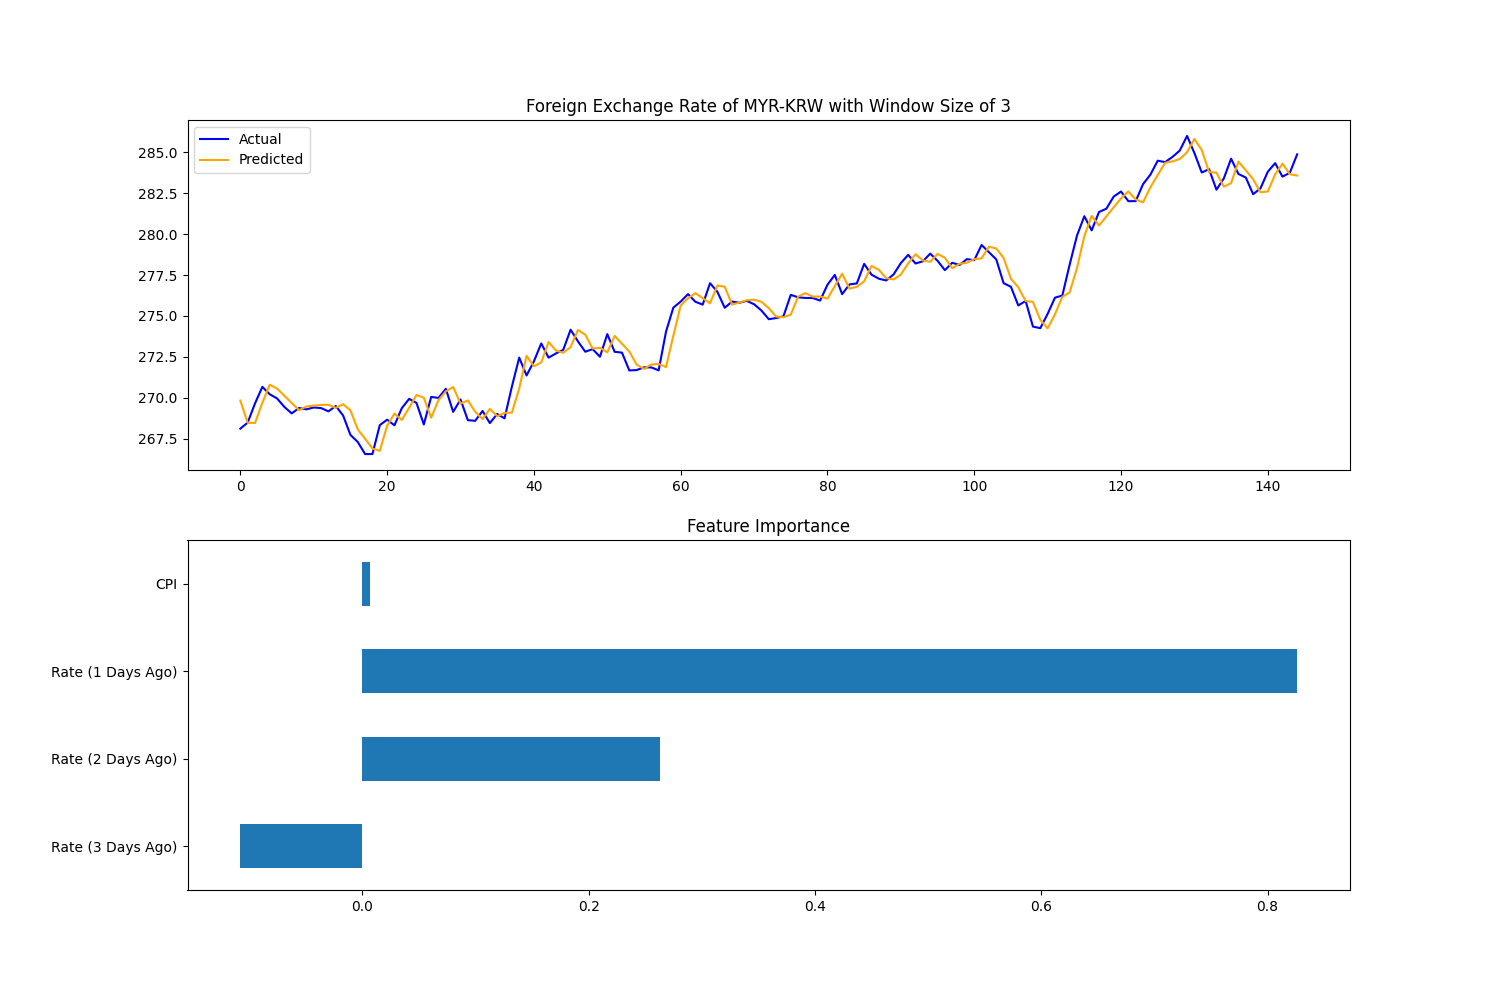 Foreign Exchange Rate of MYR-KRW with Window Size of 3
Actual
Predicted
285.0
282.5
280.0
277.5
275.0
272.5
270.0
267.5
0 20 40 60 80 100 120 140
Feature Importance
CPI
Rate (1 Days Ago)
Rate (2 Days Ago)
Rate (3 Days Ago)
0.0 0.2 0.4 0.6 0.8